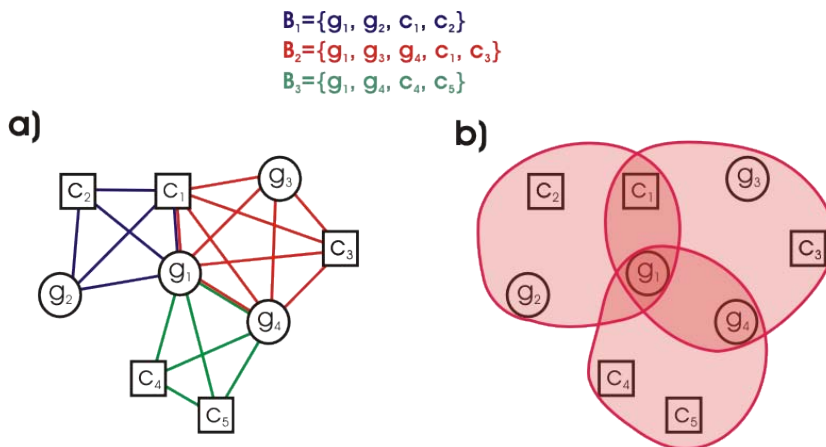 B₁={g₁, g₂, c₁, c₂}
B₂={g₁, g₃, g₄, c₁, c₃}
B₃={g₁, g₄, c₄, c₅}
a)
b)
C₂ C₁ g₃
C₃
g₁
g₂
g₄
C₄
C₅
C₂ C₁ g₃
C₃
g₁
g₂
g₄
C₄
C₅